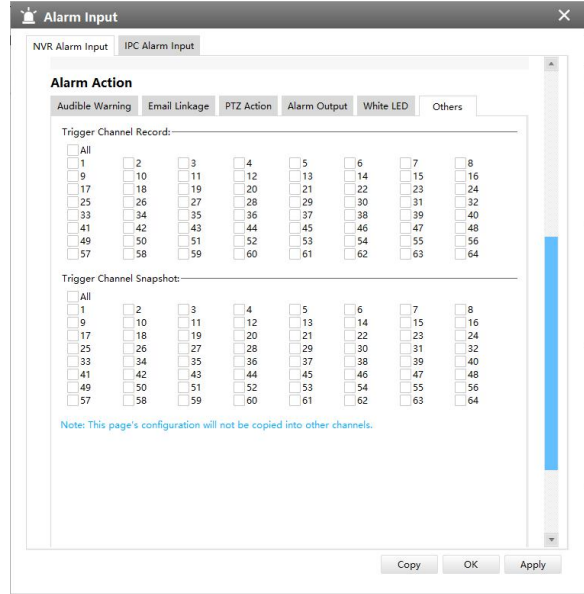 Alarm Input
NVR Alarm Input IPC Alarm Input
Alarm Action
Audible Warning Email Linkage PTZ Action Alarm Output White LED Others
Trigger Channel Record:
All
1 2 3 4 5 6 7 8
9 10 11 12 13 14 15 16
17 18 19 20 21 22 23 24
25 26 27 28 29 30 31 32
33 34 35 36 37 38 39 40
41 42 43 44 45 46 47 48
49 50 51 52 53 54 55 56
57 58 59 60 61 62 63 64
Trigger Channel Snapshot:
All
1 2 3 4 5 6 7 8
9 10 11 12 13 14 15 16
17 18 19 20 21 22 23 24
25 26 27 28 29 30 31 32
33 34 35 36 37 38 39 40
41 42 43 44 45 46 47 48
49 50 51 52 53 54 55 56
57 58 59 60 61 62 63 64
Note: This page's configuration will not be copied into other channels.
Copy OK Apply